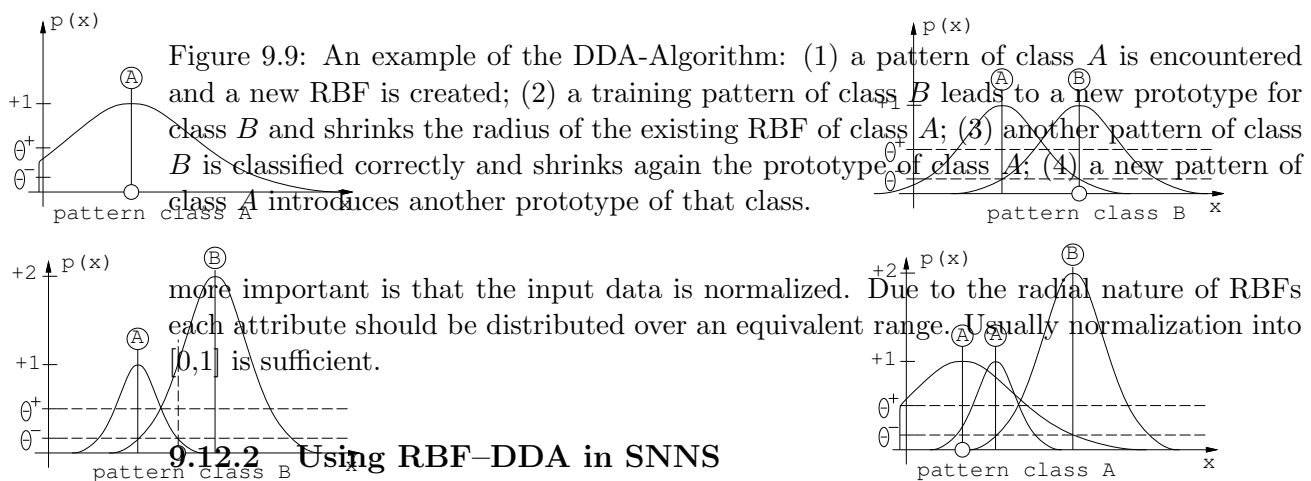 p(x)
+1
A
θ+
θ-
x
pattern class A
p(x)
+1
A
B
θ+
θ-
x
pattern class B
Figure 9.9: An example of the DDA-Algorithm: (1) a pattern of class A is encountered
and a new RBF is created; (2) a training pattern of class B leads to a new prototype for
class B and shrinks the radius of the existing RBF of class A; (3) another pattern of class
B is classified correctly and shrinks again the prototype of class A; (4) a new pattern of
class A introduces another prototype of that class.
p(x)
+2
B
+1
A
θ+
θ-
x
pattern class B
p(x)
+2
B
+1
A
A
θ+
θ-
x
pattern class A
more important is that the input data is normalized. Due to the radial nature of RBFs
each attribute should be distributed over an equivalent range. Usually normalization into
[0,1] is sufficient.
9.12.2 Using RBF–DDA in SNNS